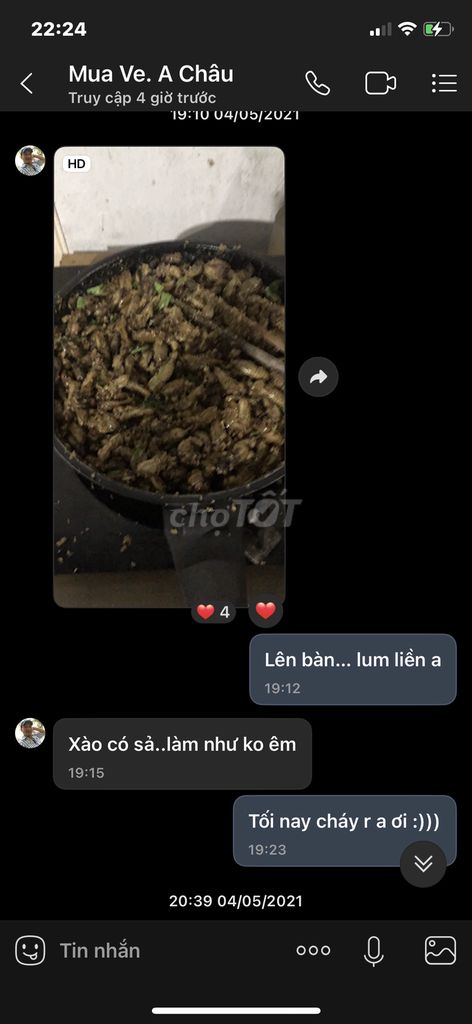 22:24
Mua Ve. A Châu
Truy cập 4 giờ trước
19:10 04/05/2021
HD
chợTỐT
4
Lên bàn... lum liền a
19:12
Xào có sả..làm như ko êm
19:15
Tối nay cháy r a ơi :)))
19:23
20:39 04/05/2021
Tin nhắn